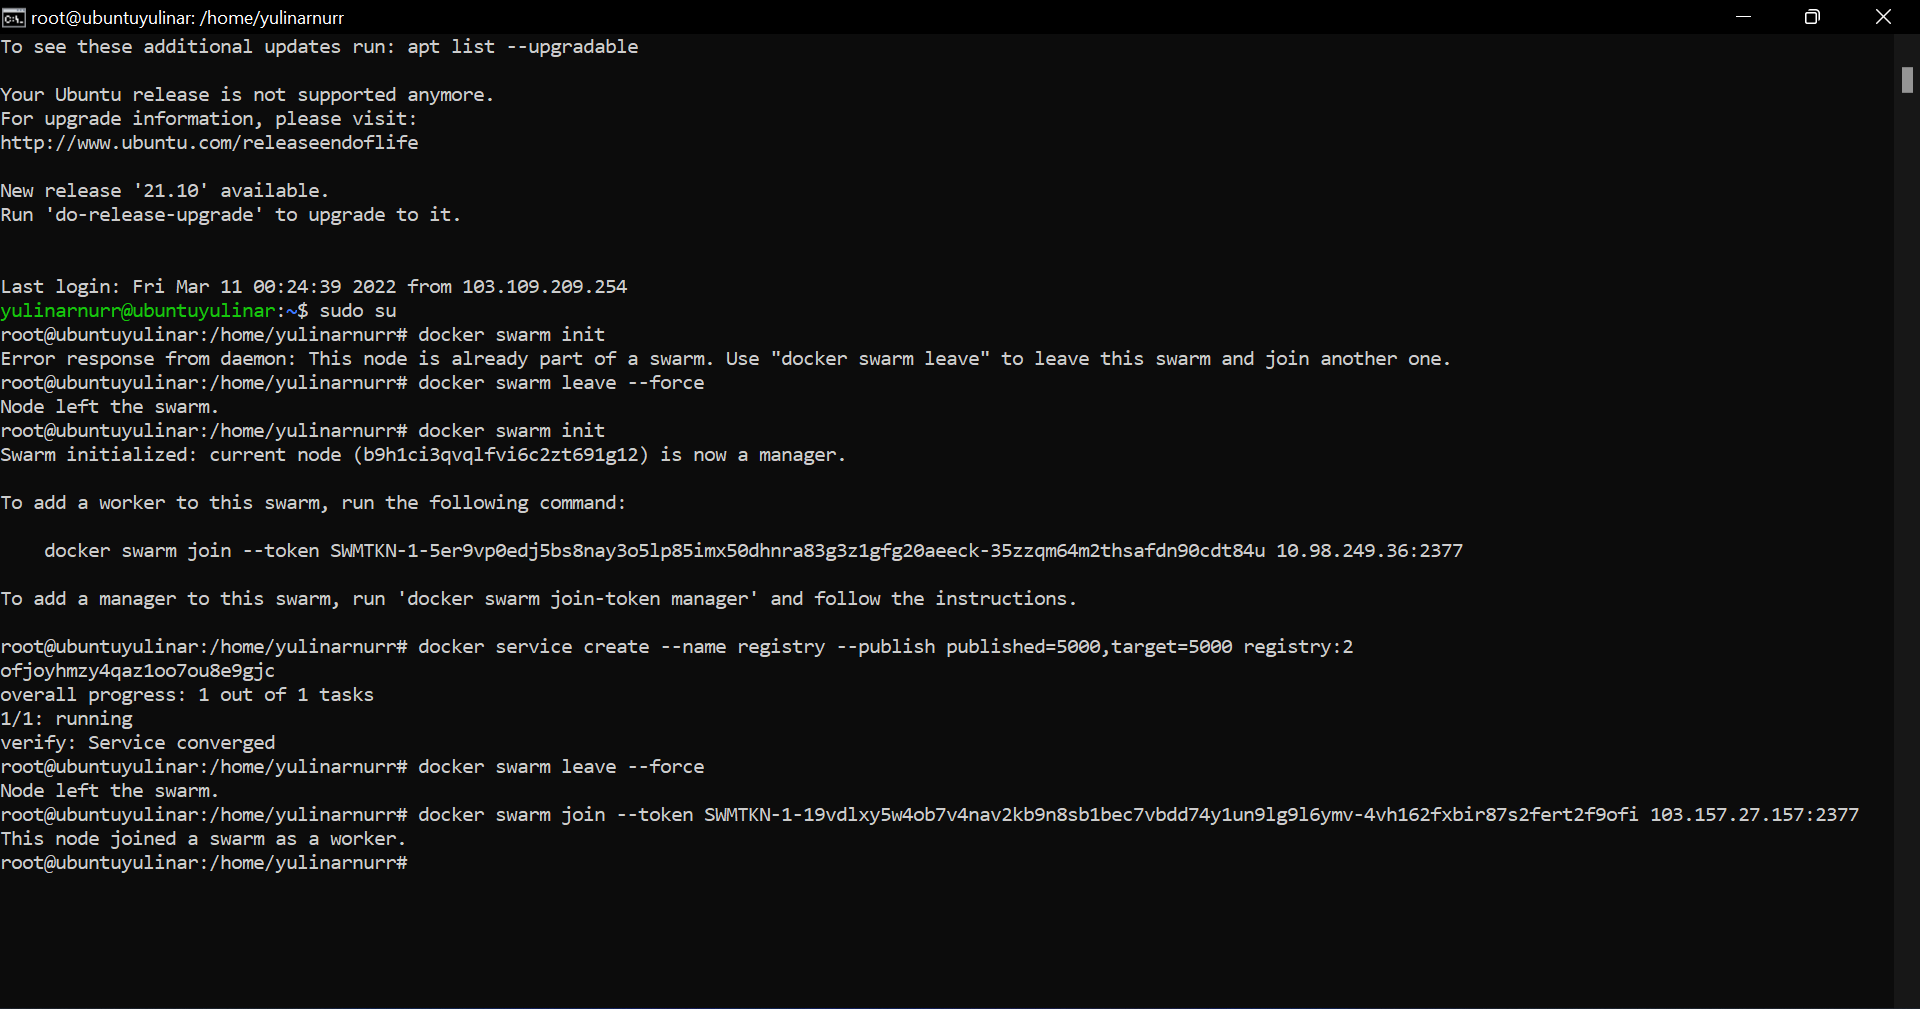 root@ubuntuyulinar: /home/yulinarnurr
To see these additional updates run: apt list --upgradable
Your Ubuntu release is not supported anymore.
For upgrade information, please visit:
http://www.ubuntu.com/releaseendoflife
New release '21.10' available.
Run 'do-release-upgrade' to upgrade to it.
Last login: Fri Mar 11 00:24:39 2022 from 103.109.209.254
yulinarnurr@ubuntuyulinar:~$ sudo su
root@ubuntuyulinar:/home/yulinarnurr# docker swarm init
Error response from daemon: This node is already part of a swarm. Use "docker swarm leave" to leave this swarm and join another one.
root@ubuntuyulinar:/home/yulinarnurr# docker swarm leave --force
Node left the swarm.
root@ubuntuyulinar:/home/yulinarnurr# docker swarm init
Swarm initialized: current node (b9h1ci3qvqlfvi6c2zt691g12) is now a manager.
To add a worker to this swarm, run the following command:
docker swarm join --token SWMTKN-1-5er9vp0edj5bs8nay3o5lp85imx50dhnra83g3z1gfg20aeeck-35zzqm64m2thsafdn90cdt84u 10.98.249.36:2377
To add a manager to this swarm, run 'docker swarm join-token manager' and follow the instructions.
root@ubuntuyulinar:/home/yulinarnurr# docker service create --name registry --publish published=5000,target=5000 registry:2
ofjoyhmzy4qaz1oo7ou8e9gjc
overall progress: 1 out of 1 tasks
1/1: running
verify: Service converged
root@ubuntuyulinar:/home/yulinarnurr# docker swarm leave --force
Node left the swarm.
root@ubuntuyulinar:/home/yulinarnurr# docker swarm join --token SWMTKN-1-19vdlxy5w4ob7v4nav2kb9n8sb1bec7vbdd74y1un9lg9l6ymv-4vh162fxbir87s2fert2f9ofi 103.157.27.157:2377
This node joined a swarm as a worker.
root@ubuntuyulinar:/home/yulinarnurr#